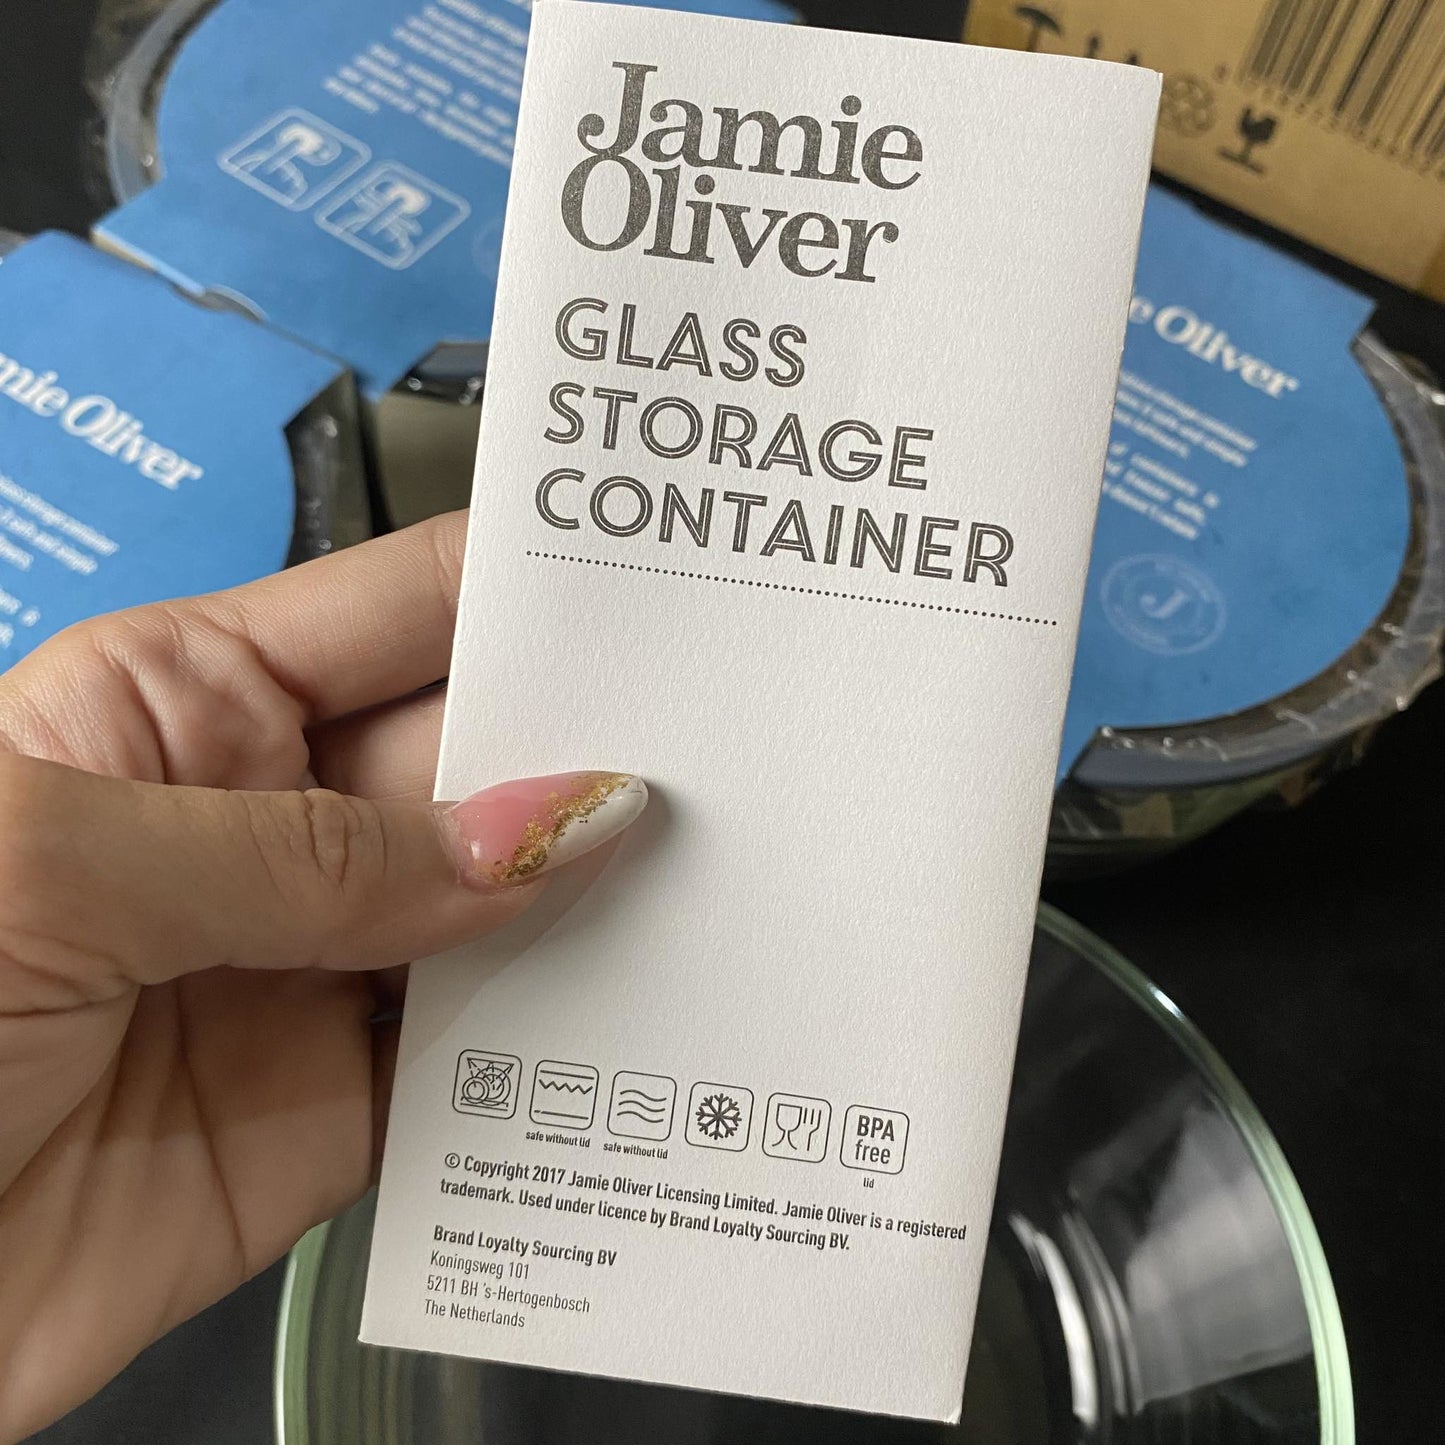 Jamie
Oliver
GLASS
STORAGE
CONTAINER
safe without lid
safe without lid
BPA
free
lid
© Copyright 2017 Jamie Oliver Licensing Limited. Jamie Oliver is a registered
trademark. Used under licence by Brand Loyalty Sourcing BV.
Brand Loyalty Sourcing BV
Koningsweg 101
5211 BH 's-Hertogenbosch
The Netherlands
mie Oliver
e Oliver
J